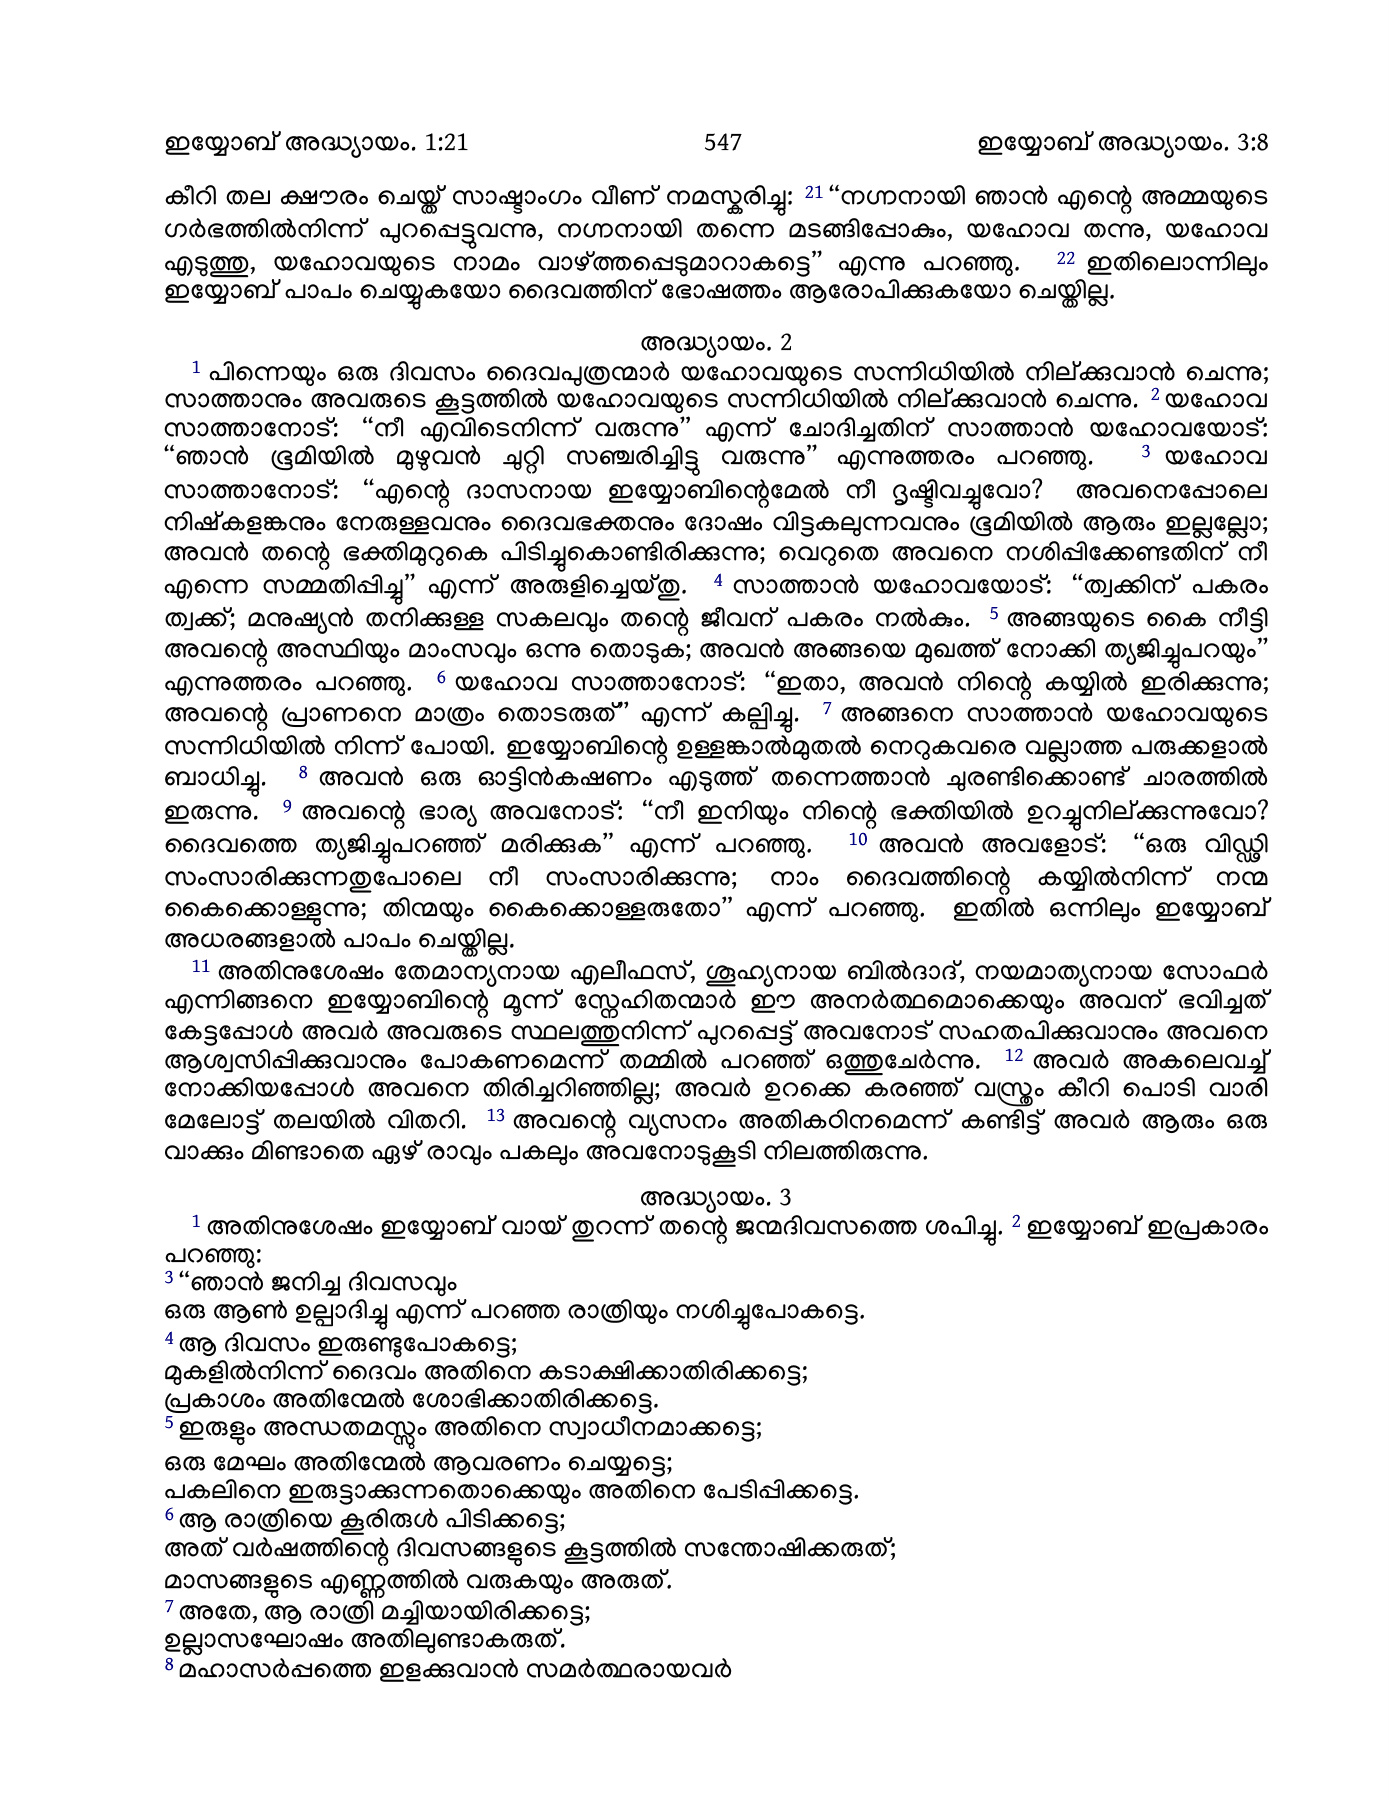 ഇയ്യോബ് അദ്ധ്യായം. 1:21 547 ഇയ്യോബ് അദ്ധ്യായം. 3:8
കീറി തല ക്ഷൗരം ചെയ്ത് സാഷ്ടാംഗം വീണ് നമസ്കരിച്ചു: 21 “നഗ്നനായി ഞാൻ എന്റെ അമ്മയുടെ
ഗർഭത്തിൽനിന്ന് പുറപ്പെട്ടുവന്നു, നഗ്നനായി തന്നെ മടങ്ങിപ്പോകും, യഹോവ തന്നു, യഹോവ
എടുത്തു, യഹോവയുടെ നാമം വാഴ്ത്തപ്പെടുമാറാകട്ടെ” എന്നു പറഞ്ഞു. 22 ഇതിലൊന്നിലും
ഇയ്യോബ് പാപം ചെയ്യുകയോ ദൈവത്തിന് ഭോഷത്തം ആരോപിക്കുകയോ ചെയ്തില്ല.
അദ്ധ്യായം. 2
1 പിന്നെയും ഒരു ദിവസം ദൈവപുത്രന്മാർ യഹോവയുടെ സന്നിധിയിൽ നില്ക്കുവാൻ ചെന്നു;
സാത്താനും അവരുടെ കൂട്ടത്തിൽ യഹോവയുടെ സന്നിധിയിൽ നില്ക്കുവാൻ ചെന്നു. 2 യഹോവ
സാത്താനോട്: “നീ എവിടെനിന്ന് വരുന്നു” എന്ന് ചോദിച്ചതിന് സാത്താൻ യഹോവയോട്:
“ഞാൻ ഭൂമിയിൽ മുഴുവൻ ചുറ്റി സഞ്ചരിച്ചിട്ടു വരുന്നു” എന്നുത്തരം പറഞ്ഞു. 3 യഹോവ
സാത്താനോട്: “എന്റെ ദാസനായ ഇയ്യോബിന്റെമേൽ നീ ദൃഷ്ടിവച്ചുവോ? അവനെപ്പോലെ
നിഷ്കളങ്കനും നേരുള്ളവനും ദൈവഭക്തനും ദോഷം വിട്ടകലുന്നവനും ഭൂമിയിൽ ആരും ഇല്ലല്ലോ;
അവൻ തന്റെ ഭക്തിമുറുകെ പിടിച്ചുകൊണ്ടിരിക്കുന്നു; വെറുതെ അവനെ നശിപ്പിക്കേണ്ടതിന് നീ
എന്നെ സമ്മതിപ്പിച്ചു” എന്ന് അരുളിച്ചെയ്തു. 4 സാത്താൻ യഹോവയോട്: “ത്വക്കിന് പകരം
ത്വക്ക്; മനുഷ്യൻ തനിക്കുള്ള സകലവും തന്റെ ജീവന് പകരം നൽകും. 5 അങ്ങയുടെ കൈ നീട്ടി
അവന്റെ അസ്ഥിയും മാംസവും ഒന്നു തൊടുക; അവൻ അങ്ങയെ മുഖത്ത് നോക്കി ത്യജിച്ചുപറയും”
എന്നുത്തരം പറഞ്ഞു. 6 യഹോവ സാത്താനോട്: “ഇതാ, അവൻ നിന്റെ കയ്യിൽ ഇരിക്കുന്നു;
അവന്റെ പ്രാണനെ മാത്രം തൊടരുത്” എന്ന് കല്പിച്ചു. 7 അങ്ങനെ സാത്താൻ യഹോവയുടെ
സന്നിധിയിൽ നിന്ന് പോയി. ഇയ്യോബിന്റെ ഉള്ളങ്കാൽമുതൽ നെറുകവരെ വല്ലാത്ത പരുക്കളാൽ
ബാധിച്ചു. 8 അവൻ ഒരു ഓട്ടിൻകഷണം എടുത്ത് തന്നെത്താൻ ചുരണ്ടിക്കൊണ്ട് ചാരത്തിൽ
ഇരുന്നു. 9 അവന്റെ ഭാര്യ അവനോട്: “നീ ഇനിയും നിന്റെ ഭക്തിയിൽ ഉറച്ചുനില്ക്കുന്നുവോ?
ദൈവത്തെ ത്യജിച്ചുപറഞ്ഞ് മരിക്കുക” എന്ന് പറഞ്ഞു. 10 അവൻ അവളോട്: “ഒരു വിഡ്ഢി
സംസാരിക്കുന്നതുപോലെ നീ സംസാരിക്കുന്നു; നാം ദൈവത്തിന്റെ കയ്യിൽനിന്ന് നന്മ
കൈക്കൊള്ളുന്നു; തിന്മയും കൈക്കൊള്ളരുതോ” എന്ന് പറഞ്ഞു. ഇതിൽ ഒന്നിലും ഇയ്യോബ്
അധരങ്ങളാൽ പാപം ചെയ്തില്ല.
11 അതിനുശേഷം തേമാന്യനായ എലീഫസ്, ശൂഹ്യനായ ബിൽദാദ്, നയമാത്യനായ സോഫർ
എന്നിങ്ങനെ ഇയ്യോബിന്റെ മൂന്ന് സ്നേഹിതന്മാർ ഈ അനർത്ഥമൊക്കെയും അവന് ഭവിച്ചത്
കേട്ടപ്പോൾ അവർ അവരുടെ സ്ഥലത്തുനിന്ന് പുറപ്പെട്ട് അവനോട് സഹതപിക്കുവാനും അവനെ
ആശ്വസിപ്പിക്കുവാനും പോകണമെന്ന് തമ്മിൽ പറഞ്ഞ് ഒത്തുചേർന്നു. 12 അവർ അകലെവച്ച്
നോക്കിയപ്പോൾ അവനെ തിരിച്ചറിഞ്ഞില്ല; അവർ ഉറക്കെ കരഞ്ഞ് വസ്ത്രം കീറി പൊടി വാരി
മേലോട്ട് തലയിൽ വിതറി. 13 അവന്റെ വ്യസനം അതികഠിനമെന്ന് കണ്ടിട്ട് അവർ ആരും ഒരു
വാക്കും മിണ്ടാതെ ഏഴ് രാവും പകലും അവനോടുകൂടി നിലത്തിരുന്നു.
അദ്ധ്യായം. 3
1 അതിനുശേഷം ഇയ്യോബ് വായ് തുറന്ന് തന്റെ ജന്മദിവസത്തെ ശപിച്ചു. 2 ഇയ്യോബ് ഇപ്രകാരം
പറഞ്ഞു:
3 “ഞാൻ ജനിച്ച ദിവസവും
ഒരു ആൺ ഉല്പാദിച്ചു എന്ന് പറഞ്ഞ രാത്രിയും നശിച്ചുപോകട്ടെ.
4 ആ ദിവസം ഇരുണ്ടുപോകട്ടെ;
മുകളിൽനിന്ന് ദൈവം അതിനെ കടാക്ഷിക്കാതിരിക്കട്ടെ;
പ്രകാശം അതിന്മേൽ ശോഭിക്കാതിരിക്കട്ടെ.
5 ഇരുളും അന്ധതമസ്സും അതിനെ സ്വാധീനമാക്കട്ടെ;
ഒരു മേഘം അതിന്മേൽ ആവരണം ചെയ്യട്ടെ;
പകലിനെ ഇരുട്ടാക്കുന്നതൊക്കെയും അതിനെ പേടിപ്പിക്കട്ടെ.
6 ആ രാത്രിയെ കൂരിരുൾ പിടിക്കട്ടെ;
അത് വർഷത്തിന്റെ ദിവസങ്ങളുടെ കൂട്ടത്തിൽ സന്തോഷിക്കരുത്;
മാസങ്ങളുടെ എണ്ണത്തിൽ വരുകയും അരുത്.
7 അതേ, ആ രാത്രി മച്ചിയായിരിക്കട്ടെ;
ഉല്ലാസഘോഷം അതിലുണ്ടാകരുത്.
8 മഹാസർപ്പത്തെ ഇളക്കുവാൻ സമർത്ഥരായവർ